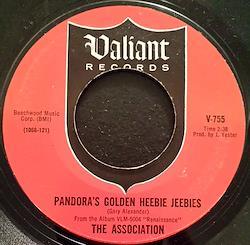 Valiant
RECORDS
Beechwood Music
Corp. (BMI)
(1066-121)
V-755
Time 2:38
Prod. by J. Yester
PANDORA'S GOLDEN HEEBIE JEEBIES
(Gary Alexander)
From the Album VLM-5004 "Renaissance"
THE ASSOCIATION